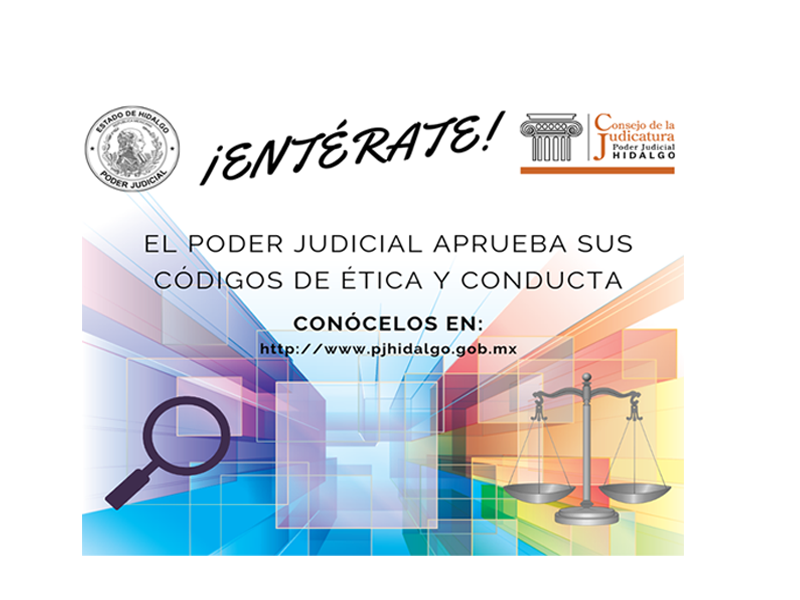 ESTADO DE HIDALGO
PODER JUDICIAL
¡ENTÉRATE!
Consejo de la
Judicatura
Poder Judicial
HIDALGO
EL PODER JUDICIAL APRUEBA SUS
CÓDIGOS DE ÉTICA Y CONDUCTA
CONÓCELOS EN:
http://www.pjhidalgo.gob.mx